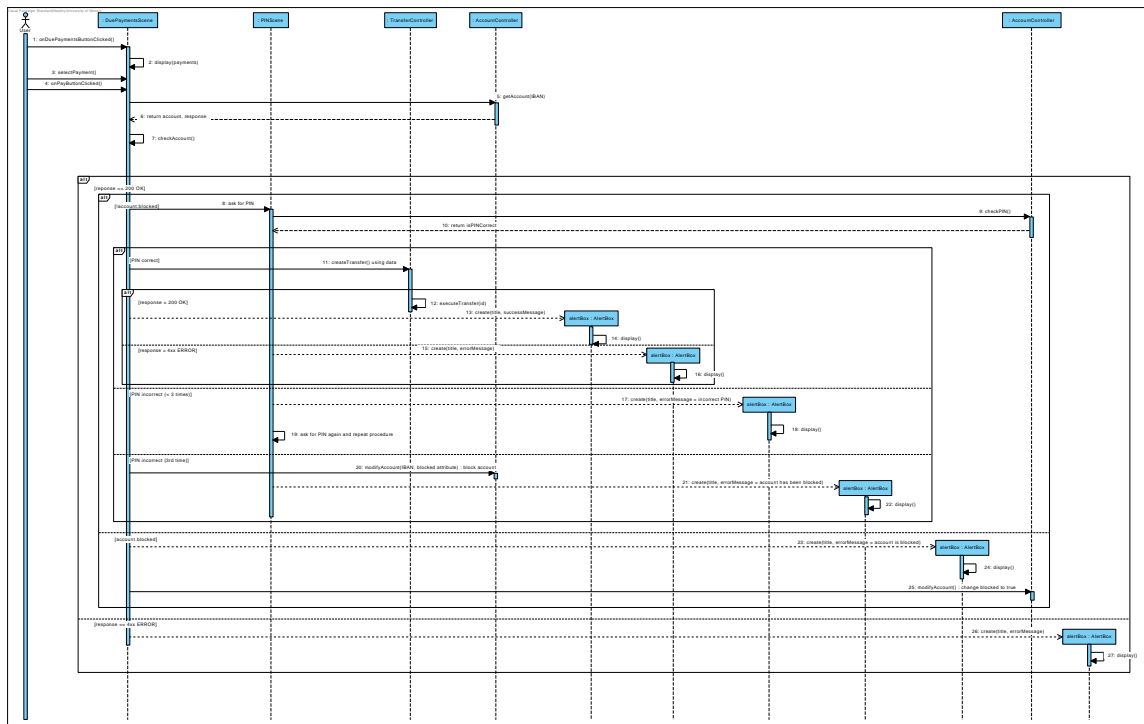 : DuePaymentsScene
: PINScene
: TransferController
: AccountController
: AccountController
User
1: onDuePaymentsButtonClicked()
2: display(payments)
3: selectPayment()
4: onPayButtonClicked()
5: getAccount(IBAN)
6: return account, response
7: checkAccount()
alt
[reponse == 200 OK]
alt
[!account.blocked]
8: ask for PIN
9: checkPIN()
10: return isPINCorrect
alt
[PIN correct]
11: createTransfer() using data
alt
[response = 200 OK]
12: executeTransfer(id)
13: create(title, successMessage)
alertBox : AlertBox
14: display()
[response = 4xx ERROR]
15: create(title, errorMessage)
alertBox : AlertBox
16: display()
[PIN incorrect (< 3 times)]
17: create(title, errorMessage = incorrect PIN)
alertBox : AlertBox
18: display()
19: ask for PIN again and repeat procedure
[PIN incorrect (3rd time)]
20: modifyAccount(IBAN, blocked attribute) : block account
21: create(title, errorMessage = account has been blocked)
alertBox : AlertBox
22: display()
[account.blocked]
23: create(title, errorMessage = account is blocked)
alertBox : AlertBox
24: display()
25: modifyAccount() : change blocked to true
[response == 4xx ERROR]
26: create(title, errorMessage)
alertBox : AlertBox
27: display()